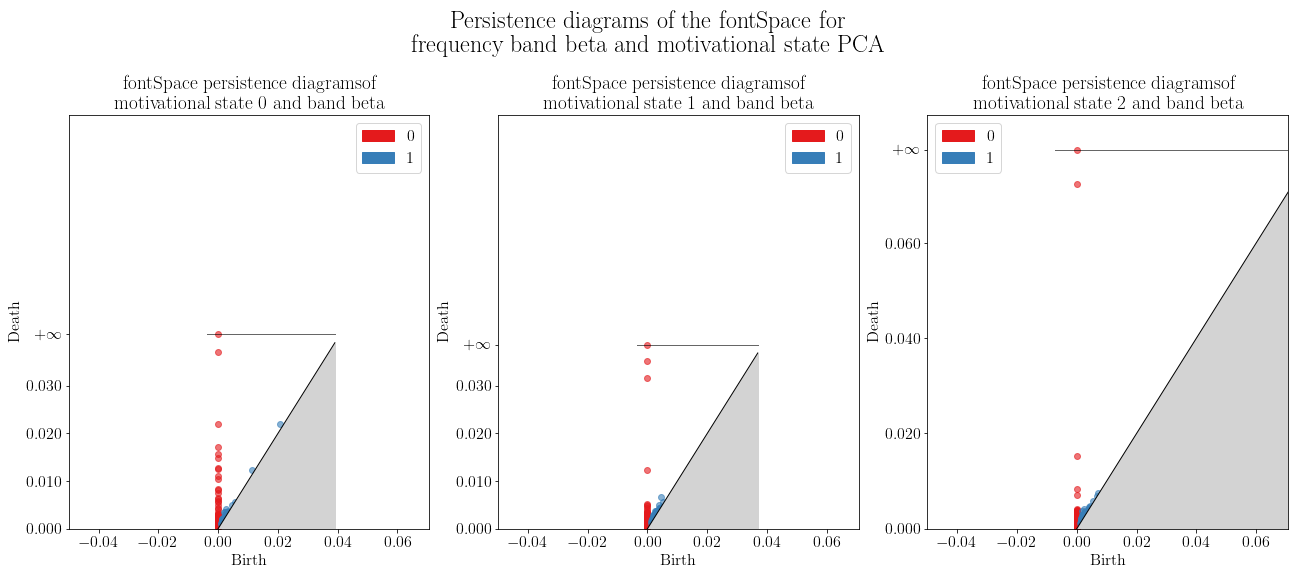 Persistence diagrams of the fontSpace for
frequency band beta and motivational state PCA
fontSpace persistence diagramsof
motivational state 0 and band beta
0
1
Death
+∞
0.030
0.020
0.010
0.000
−0.04
−0.02
0.00
0.02
0.04
0.06
Birth
fontSpace persistence diagramsof
motivational state 1 and band beta
0
1
Death
+∞
0.030
0.020
0.010
0.000
−0.04
−0.02
0.00
0.02
0.04
0.06
Birth
fontSpace persistence diagramsof
motivational state 2 and band beta
0
1
Death
+∞
0.060
0.040
0.020
0.000
−0.04
−0.02
0.00
0.02
0.04
0.06
Birth